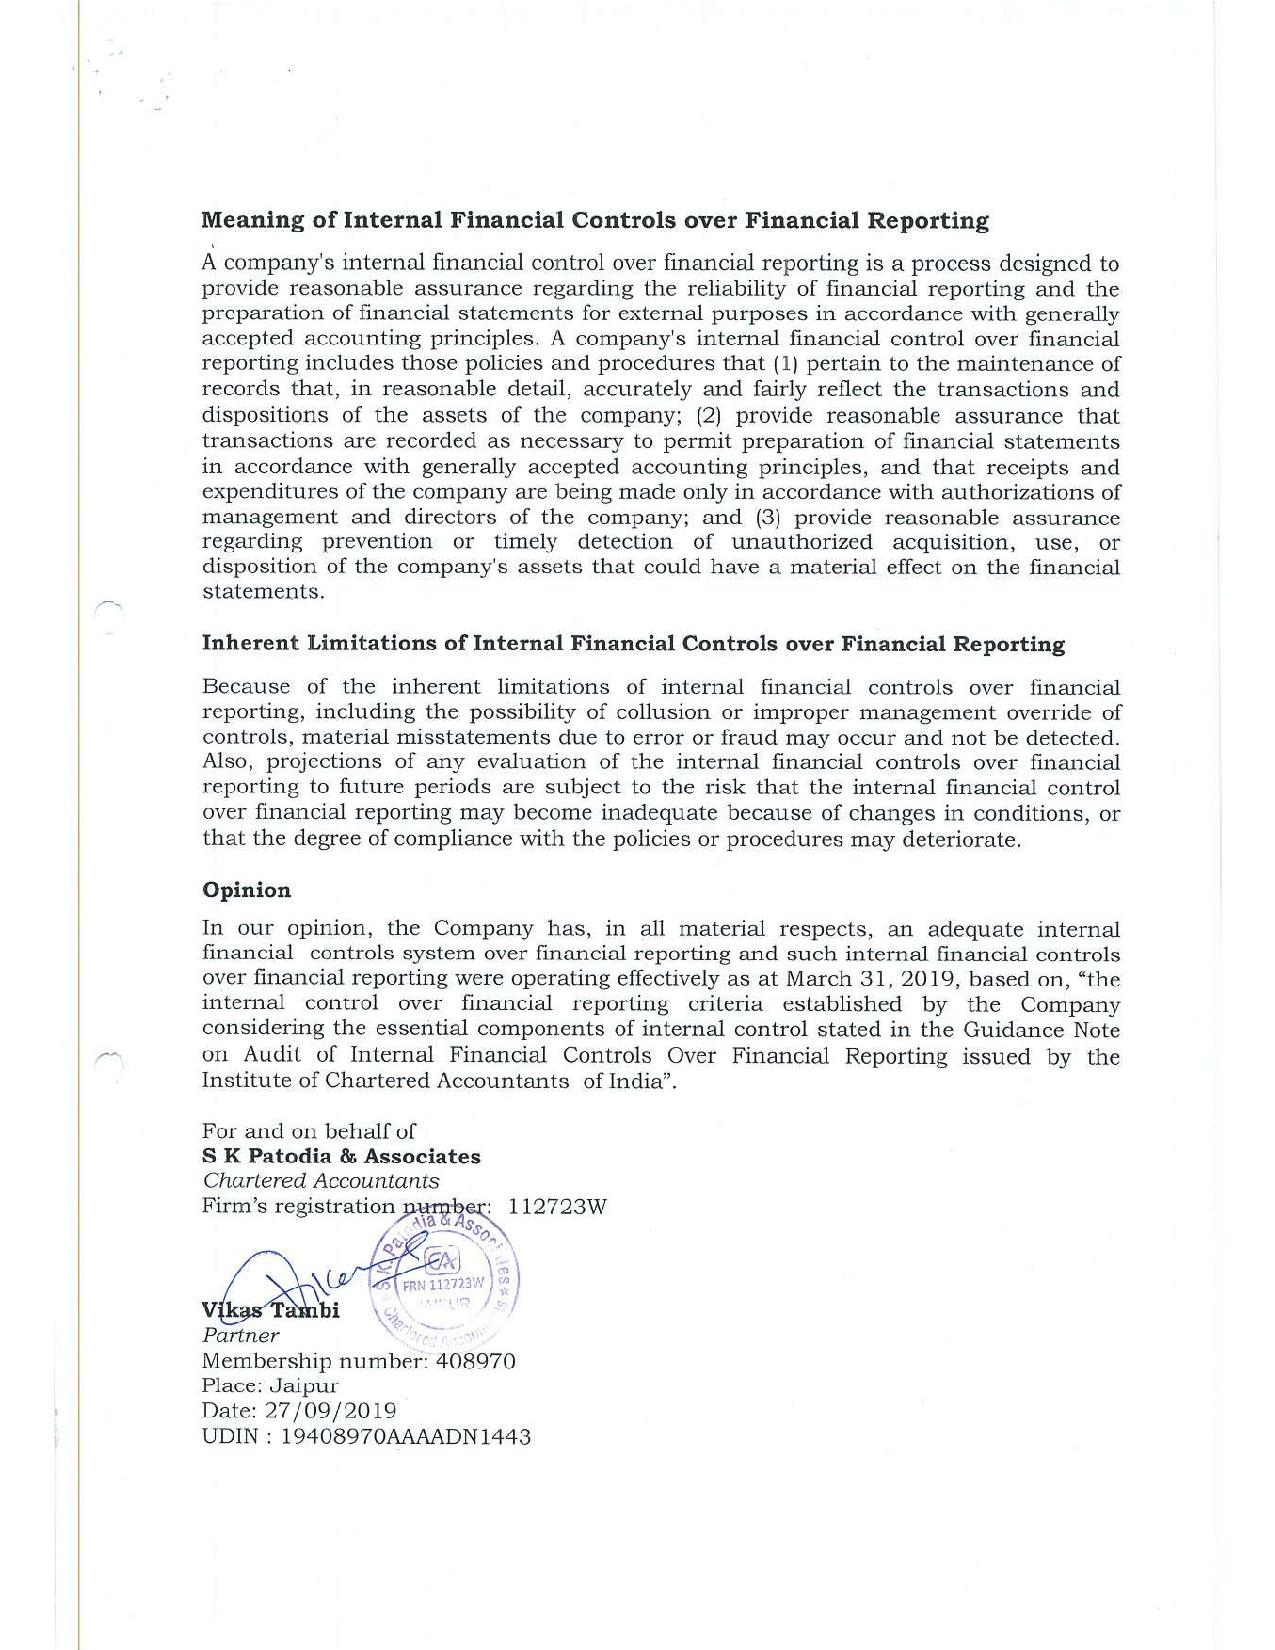 Meaning of Internal Financial Controls over Financial Reporting
A company's internal financial control over financial reporting is a process designed to
provide reasonable assurance regarding the reliability of financial reporting and the
preparation of financial statements for external purposes in accordance with generally
accepted accounting principles. A company's internal financial control over financial
reporting includes those policies and procedures that (1) pertain to the maintenance of
records that, in reasonable detail, accurately and fairly reflect the transactions and
dispositions of the assets of the company; (2) provide reasonable assurance that
transactions are recorded as necessary to permit preparation of financial statements
in accordance with generally accepted accounting principles, and that receipts and
expenditures of the company are being made only in accordance with authorizations of
management and directors of the company; and (3) provide reasonable assurance
regarding prevention or timely detection of unauthorized acquisition, use, or
disposition of the company's assets that could have a material effect on the financial
statements.
Inherent Limitations of Internal Financial Controls over Financial Reporting
Because of the inherent limitations of internal financial controls over financial
reporting, including the possibility of collusion or improper management override of
controls, material misstatements due to error or fraud may occur and not be detected.
Also, projections of any evaluation of the internal financial controls over financial
reporting to future periods are subject to the risk that the internal financial control
over financial reporting may become inadequate because of changes in conditions, or
that the degree of compliance with the policies or procedures may deteriorate.
Opinion
In our opinion, the Company has, in all material respects, an adequate internal
financial controls system over financial reporting and such internal financial controls
over financial reporting were operating effectively as at March 31, 2019, based on, “the
internal control over financial reporting criteria established by the Company
considering the essential components of internal control stated in the Guidance Note
on Audit of Internal Financial Controls Over Financial Reporting issued by the
Institute of Chartered Accountants of India”.
For and on behalf of
S K Patodia & Associates
Chartered Accountants
Firm’s registration number: 112723W
FRN 112723W
Vikas Tambi
Partner
Membership number: 408970
Place: Jaipur
Date: 27/09/2019
UDIN : 19408970AAAADN1443